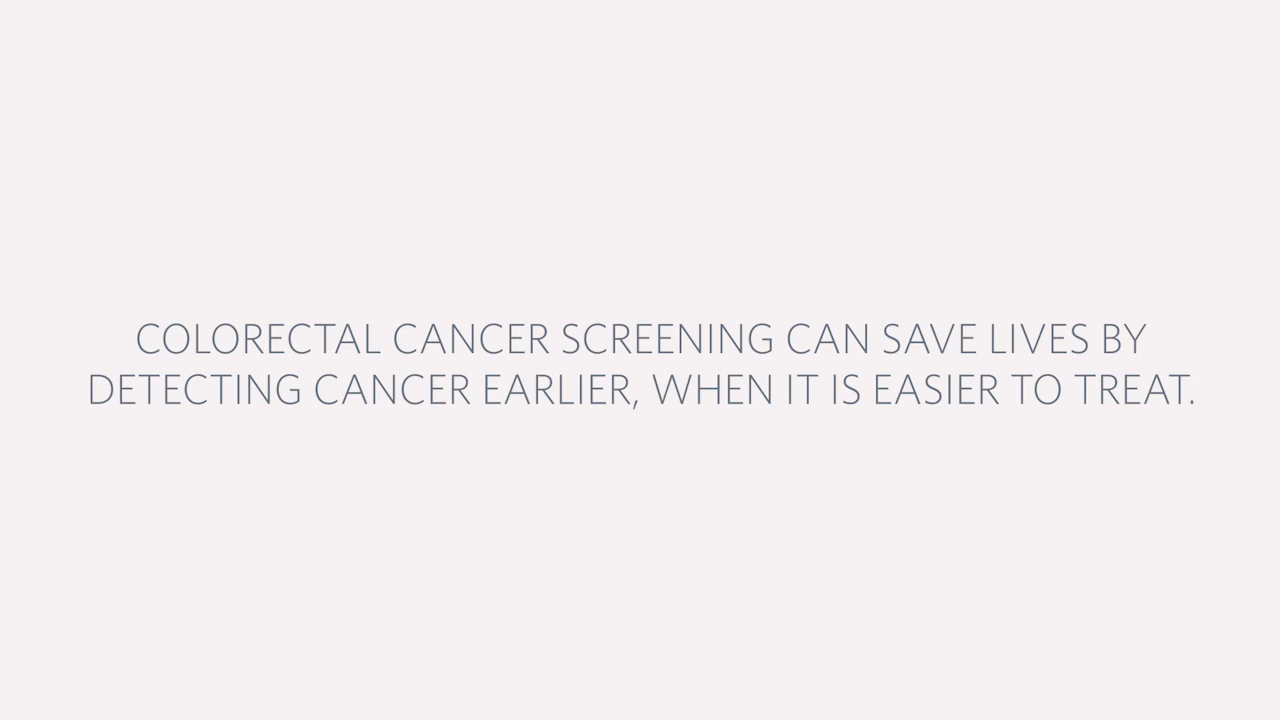 COLORECTAL CANCER SCREENING CAN SAVE LIVES BY
DETECTING CANCER EARLIER, WHEN IT IS EASIER TO TREAT.